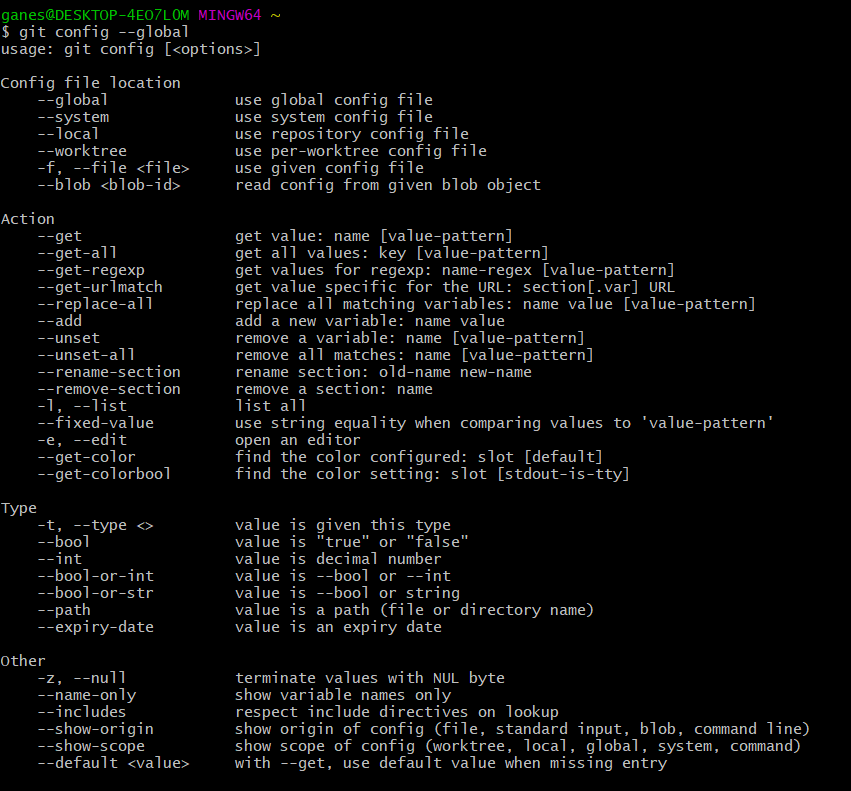 ganes@DESKTOP-4EO7L0M MINGW64 ~
$ git config --global
usage: git config [<options>]

Config file location
    --global              use global config file
    --system              use system config file
    --local               use repository config file
    --worktree            use per-worktree config file
    -f, --file <file>     use given config file
    --blob <blob-id>      read config from given blob object

Action
    --get                 get value: name [value-pattern]
    --get-all             get all values: key [value-pattern]
    --get-regexp          get values for regexp: name-regex [value-pattern]
    --get-urlmatch        get value specific for the URL: section[.var] URL
    --replace-all         replace all matching variables: name value [value-pattern]
    --add                 add a new variable: name value
    --unset               remove a variable: name [value-pattern]
    --unset-all           remove all matches: name [value-pattern]
    --rename-section      rename section: old-name new-name
    --remove-section      remove a section: name
    -l, --list            list all
    --fixed-value         use string equality when comparing values to 'value-pattern'
    -e, --edit            open an editor
    --get-color           find the color configured: slot [default]
    --get-colorbool       find the color setting: slot [stdout-is-tty]

Type
    -t, --type <>         value is given this type
    --bool                value is "true" or "false"
    --int                 value is decimal number
    --bool-or-int         value is --bool or --int
    --bool-or-str         value is --bool or string
    --path                value is a path (file or directory name)
    --expiry-date         value is an expiry date

Other
    -z, --null            terminate values with NUL byte
    --name-only           show variable names only
    --includes            respect include directives on lookup
    --show-origin         show origin of config (file, standard input, blob, command line)
    --show-scope          show scope of config (worktree, local, global, system, command)
    --default <value>     with --get, use default value when missing entry